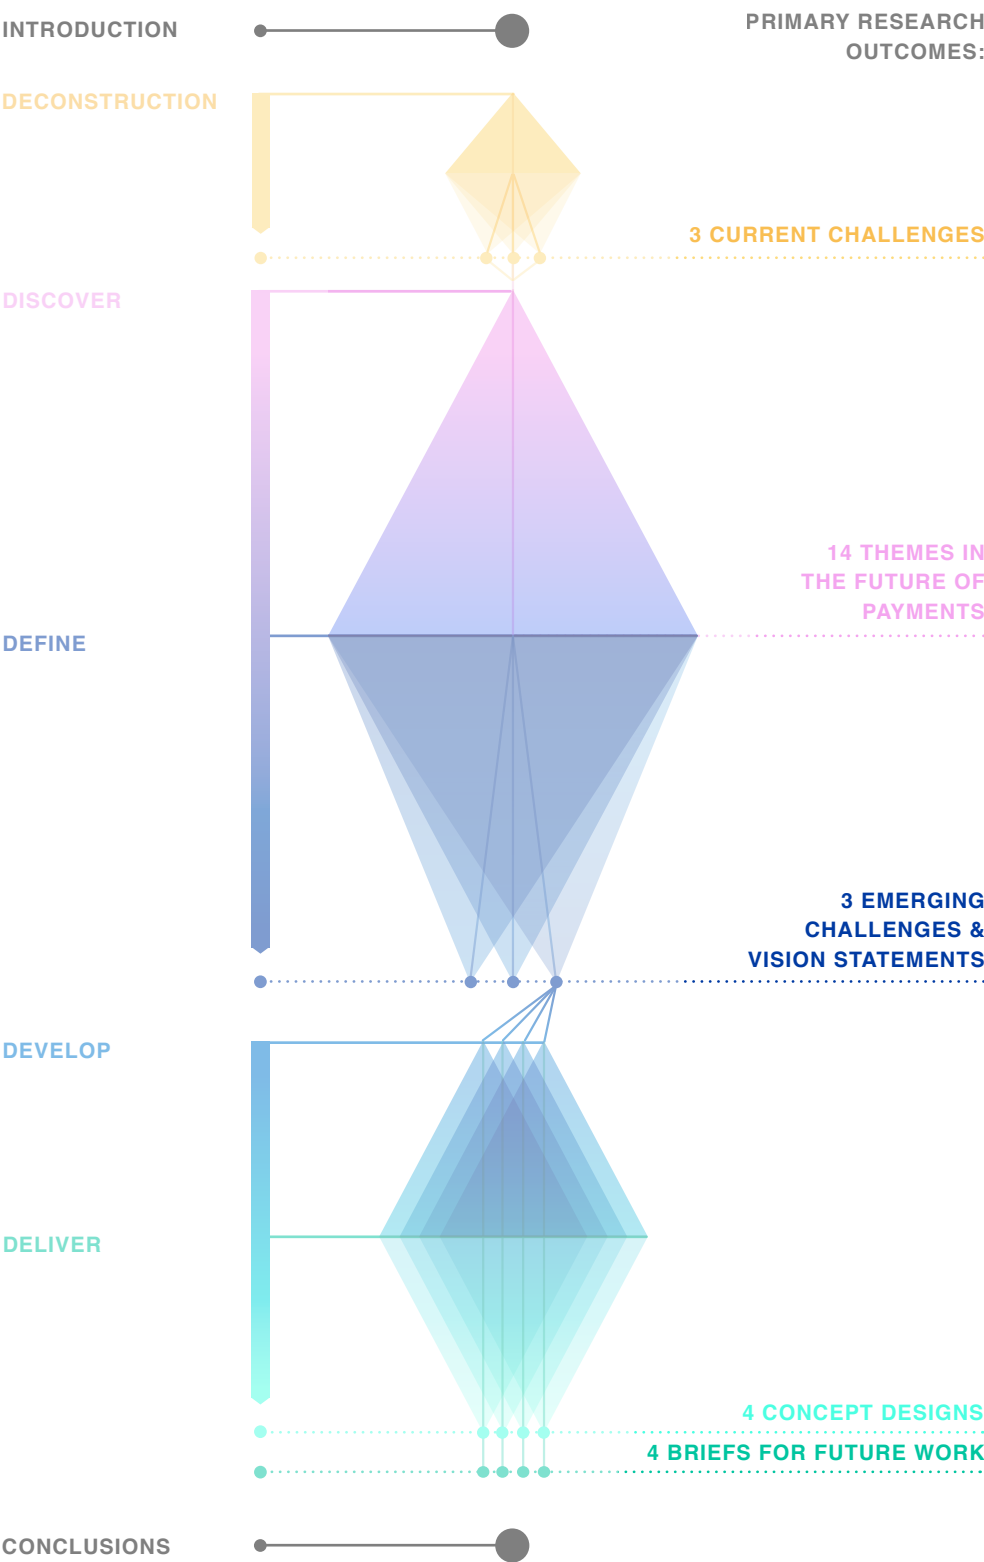 INTRODUCTION
PRIMARY RESEARCH
OUTCOMES:
DECONSTRUCTION
3 CURRENT CHALLENGES
DISCOVER
14 THEMES IN
THE FUTURE OF
PAYMENTS
DEFINE
3 EMERGING
CHALLENGES &
VISION STATEMENTS
DEVELOP
DELIVER
4 CONCEPT DESIGNS
4 BRIEFS FOR FUTURE WORK
CONCLUSIONS